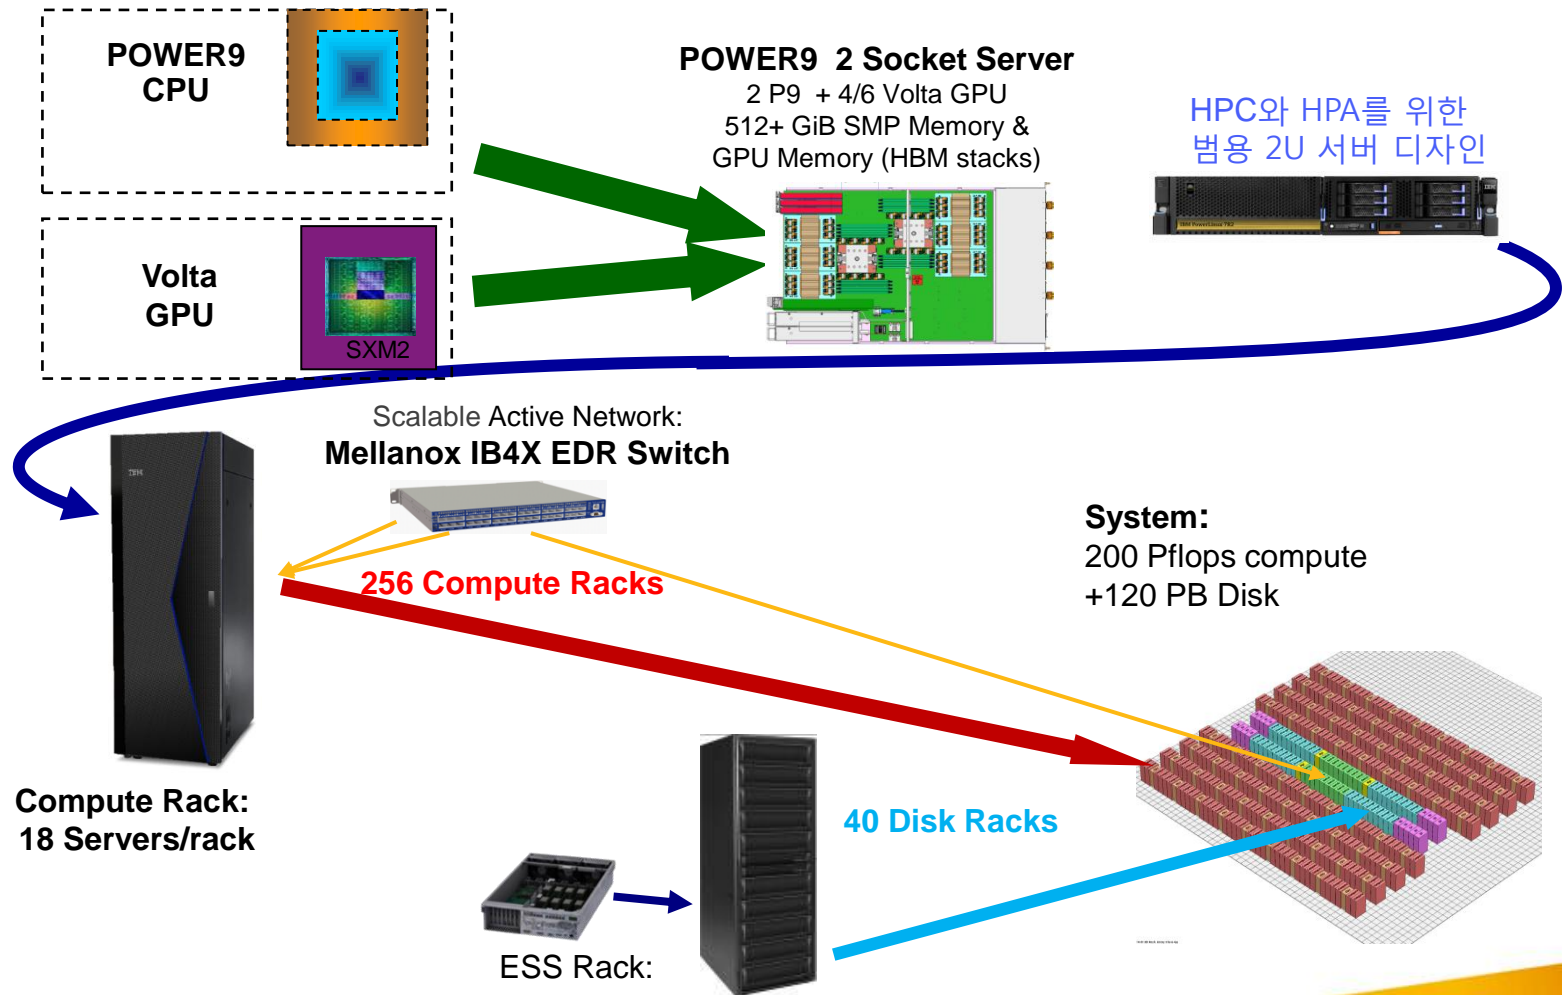 POWER9
CPU
POWER9 2 Socket Server
2 P9 + 4/6 Volta GPU
512+ GiB SMP Memory &
GPU Memory (HBM stacks)
HPC와 HPA를 위한
범용 2U 서버 디자인
Volta
GPU
SXM2
Scalable Active Network:
Mellanox IB4X EDR Switch
256 Compute Racks
System:
200 Pflops compute
+120 PB Disk
Compute Rack:
18 Servers/rack
40 Disk Racks
ESS Rack: